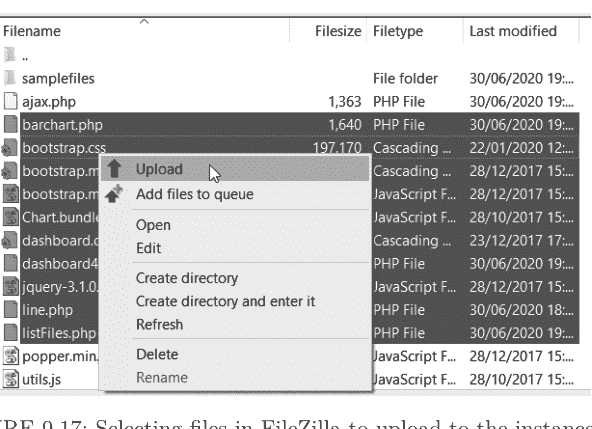 Filename Filesize Filetype Last modified
..
samplefiles File folder 30/06/2020 19:...
ajax.php 1,363 PHP File 30/06/2020 19:...
barchart.php 1,640 PHP File 30/06/2020 19:...
bootstrap.css 197,170 Cascading ... 22/01/2020 12:...
bootstrap.m Upload Cascading ... 28/12/2017 15:...
bootstrap.m Add files to queue JavaScript F... 28/12/2017 15:...
Chart.bundle JavaScript F... 28/10/2017 15:...
Open
dashboard.c Edit Cascading ... 23/12/2017 17:...
dashboard4 PHP File 30/06/2020 19:...
jquery-3.1.0. Create directory JavaScript F... 28/12/2017 15:...
line.php Create directory and enter it PHP File 30/06/2020 18:...
listFiles.php Refresh PHP File 30/06/2020 19:...
popper.min. Delete JavaScript F... 28/12/2017 15:...
utils.js Rename JavaScript F... 28/10/2017 15:...
9.17: Selecting files in FileZilla to upload to the instance